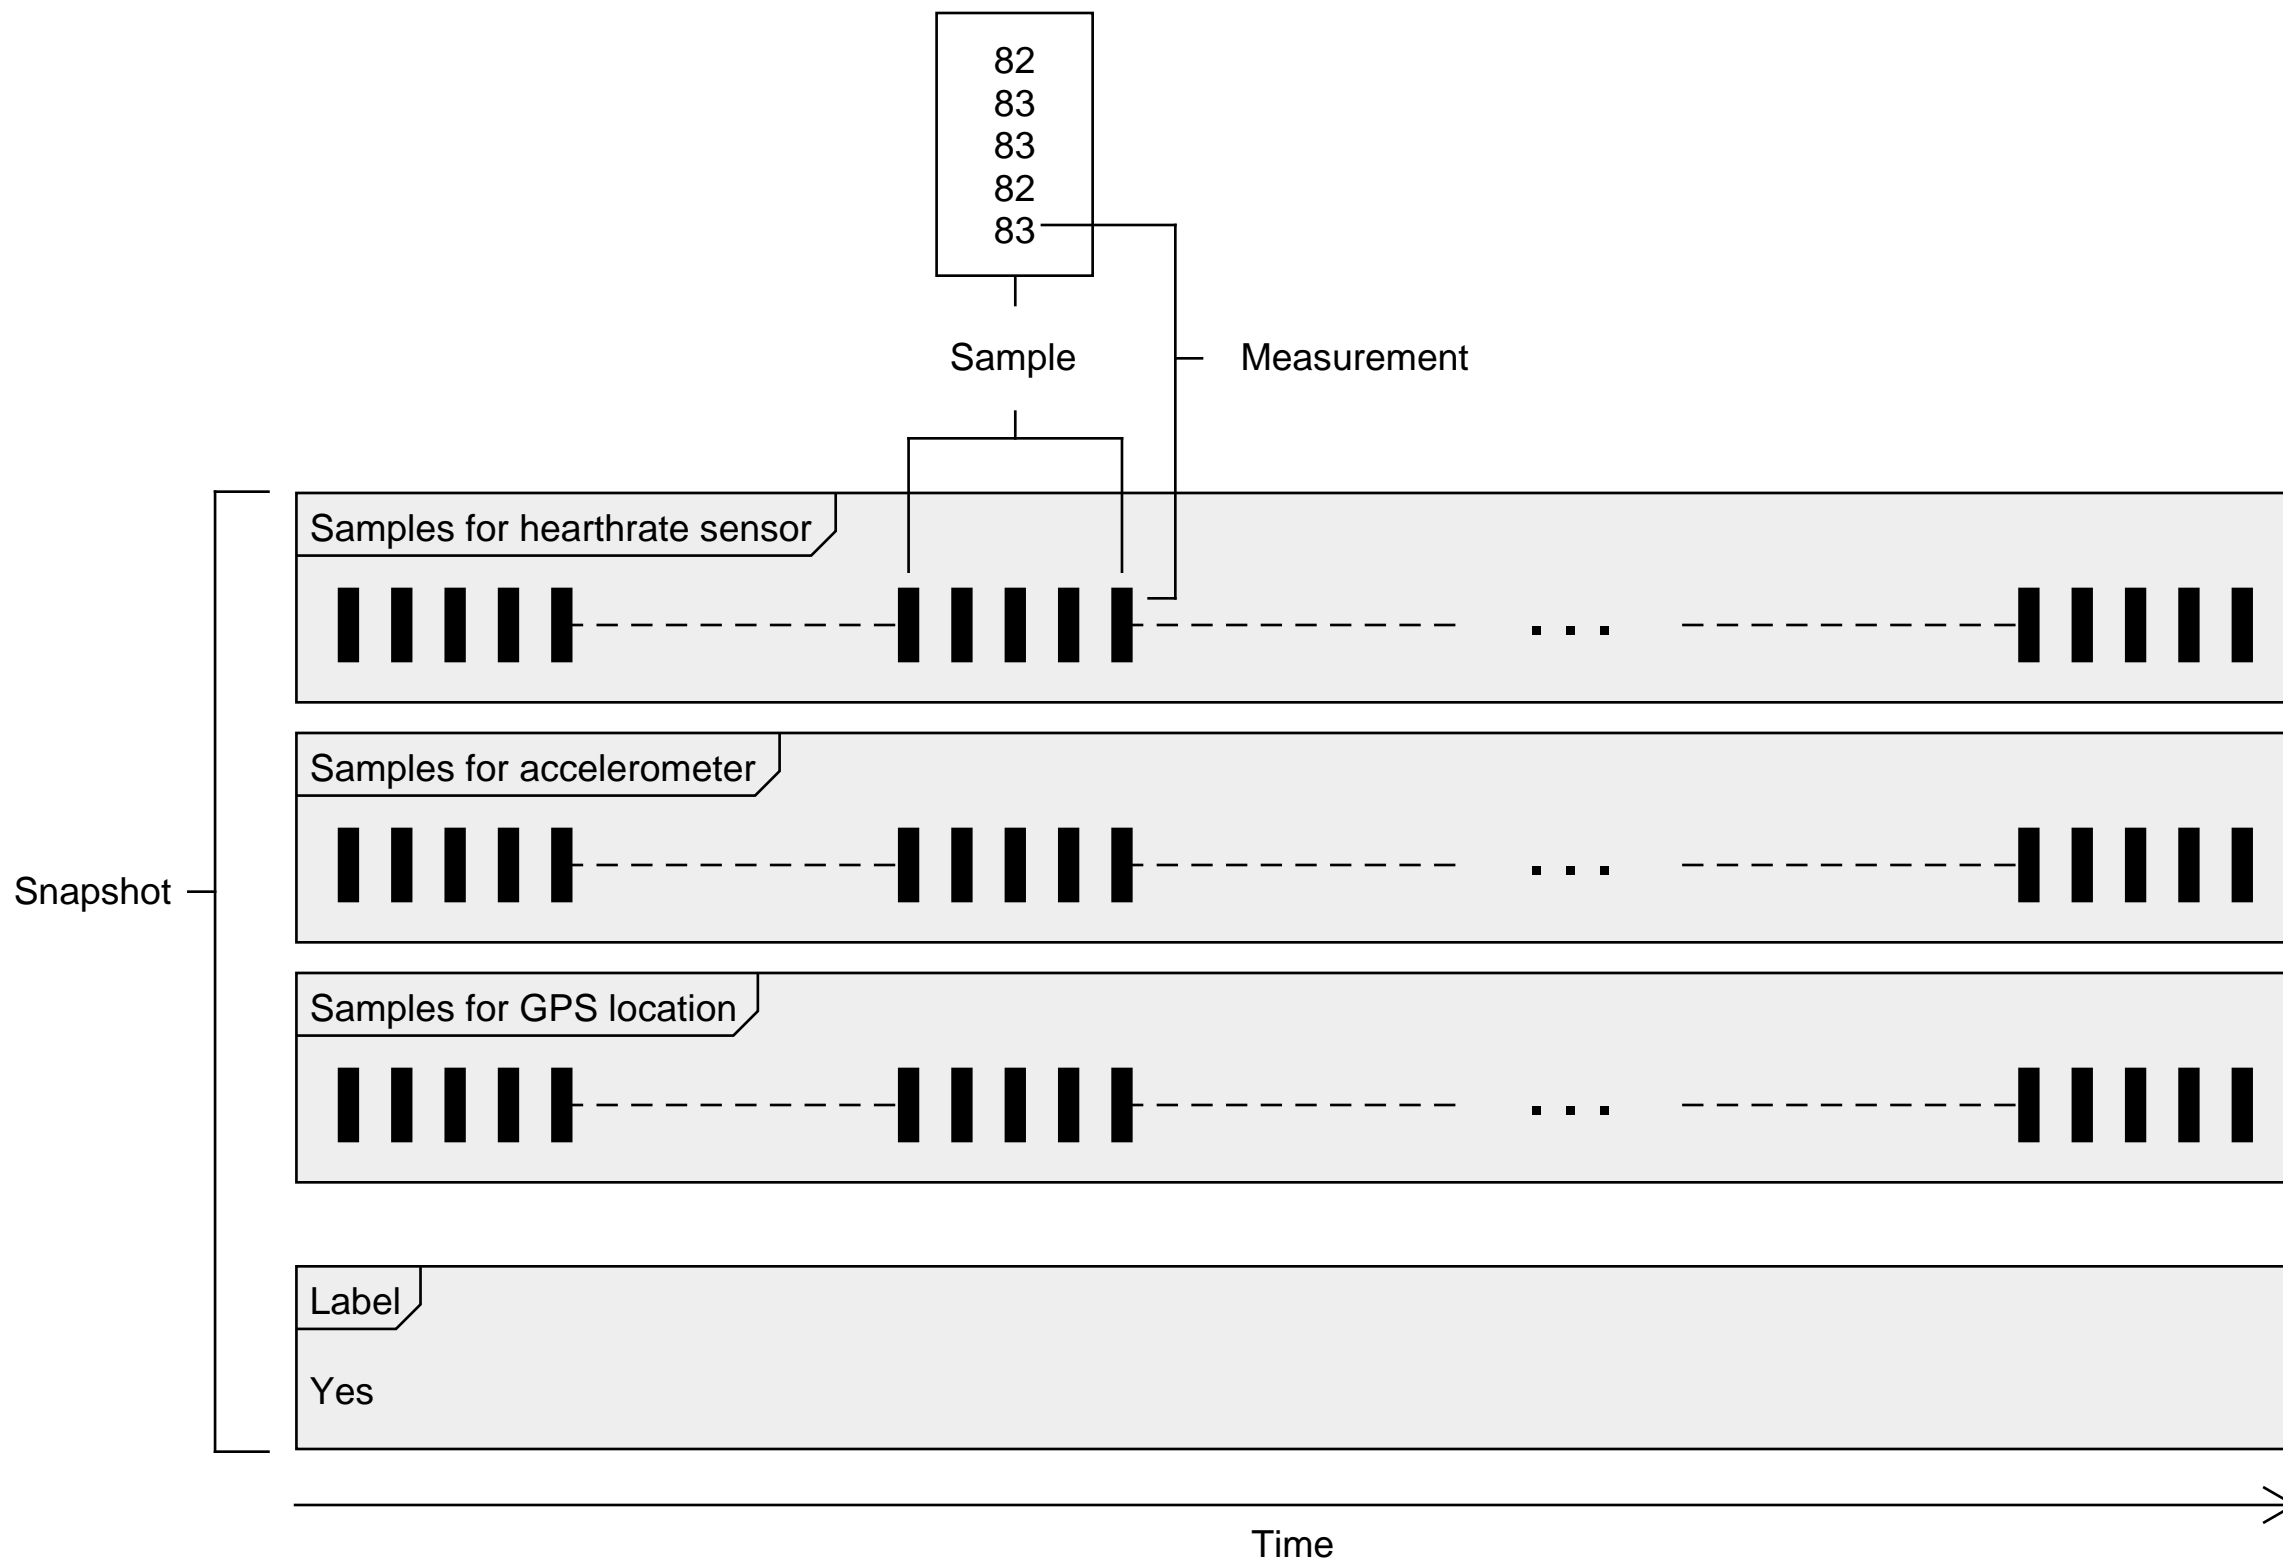 82
83
83
82
83
Sample
Measurement
Samples for hearthrate sensor
. . .
Samples for accelerometer
. . .
Snapshot
Samples for GPS location
. . .
Label
Yes
Time